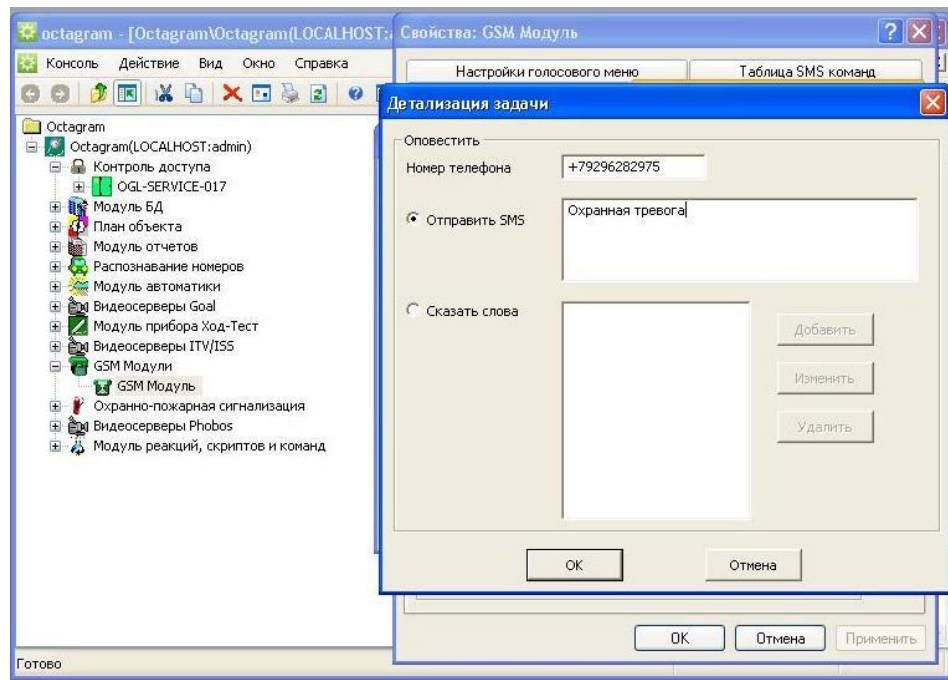 octagram - [Octagram\Octagram(LOCALHOST:
Консоль Действие Вид Окно Справка
Octagram
Octagram(LOCALHOST:admin)
Контроль доступа
OGL-SERVICE-017
Модуль БД
План объекта
Модуль отчетов
Распознавание номеров
Модуль автоматики
Видеосерверы Goal
Модуль прибора Ход-Тест
Видеосерверы ITV/ISS
GSM Модули
GSM Модуль
Охранно-пожарная сигнализация
Видеосерверы Phobos
Модуль реакций, скриптов и команд
Готово
Свойства: GSM Модуль
Настройки голосового меню
Таблица SMS команд
Детализация задачи
Оповестить
Номер телефона
+79296282975
Отправить SMS
Охранная тревога
Сказать слова
Добавить
Изменить
Удалить
OK
Отмена
OK
Отмена
Применить